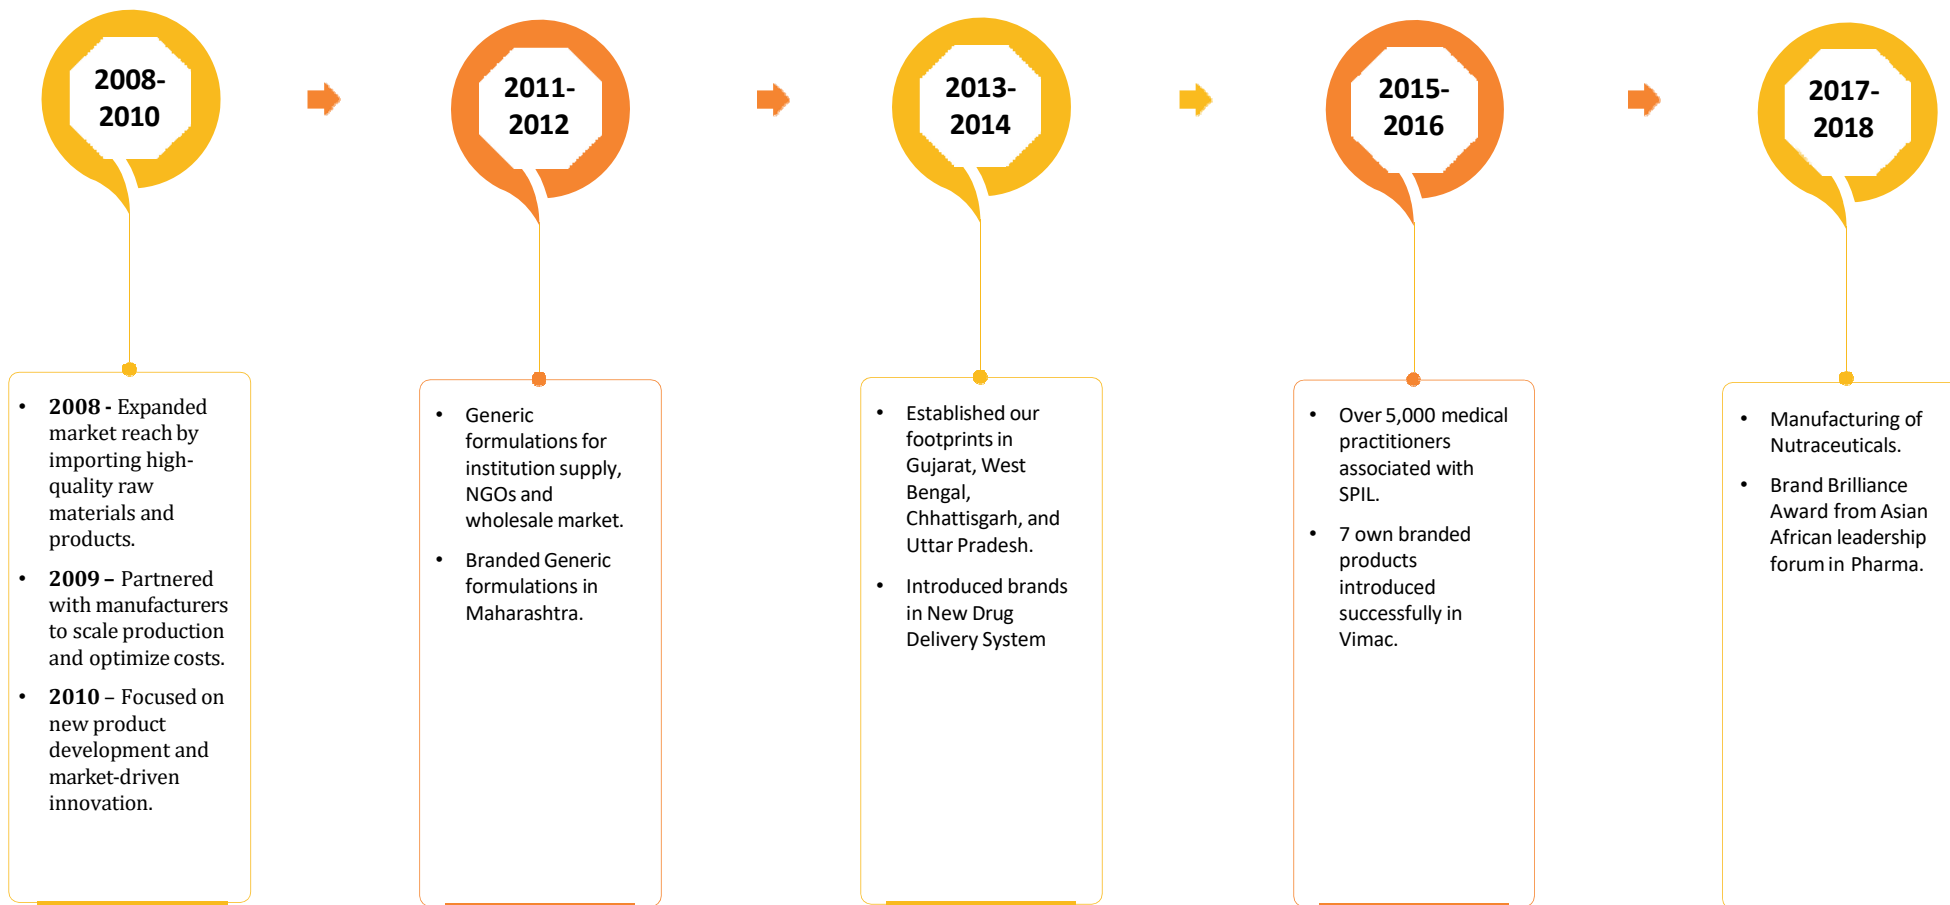 2008-
2010
2011-
2012
2013-
2014
2015-
2016
2017-
2018
• 2008 - Expanded
market reach by
importing high-
quality raw
materials and
products.
• 2009 – Partnered
with manufacturers
to scale production
and optimize costs.
• 2010 – Focused on
new product
development and
market-driven
innovation.
• Generic
formulations for
institution supply,
NGOs and
wholesale market.
• Branded Generic
formulations in
Maharashtra.
• Established our
footprints in
Gujarat, West
Bengal,
Chhattisgarh, and
Uttar Pradesh.
• Introduced brands
in New Drug
Delivery System
• Over 5,000 medical
practitioners
associated with
SPIL.
• 7 own branded
products
introduced
successfully in
Vimac.
• Manufacturing of
Nutraceuticals.
• Brand Brilliance
Award from Asian
African leadership
forum in Pharma.